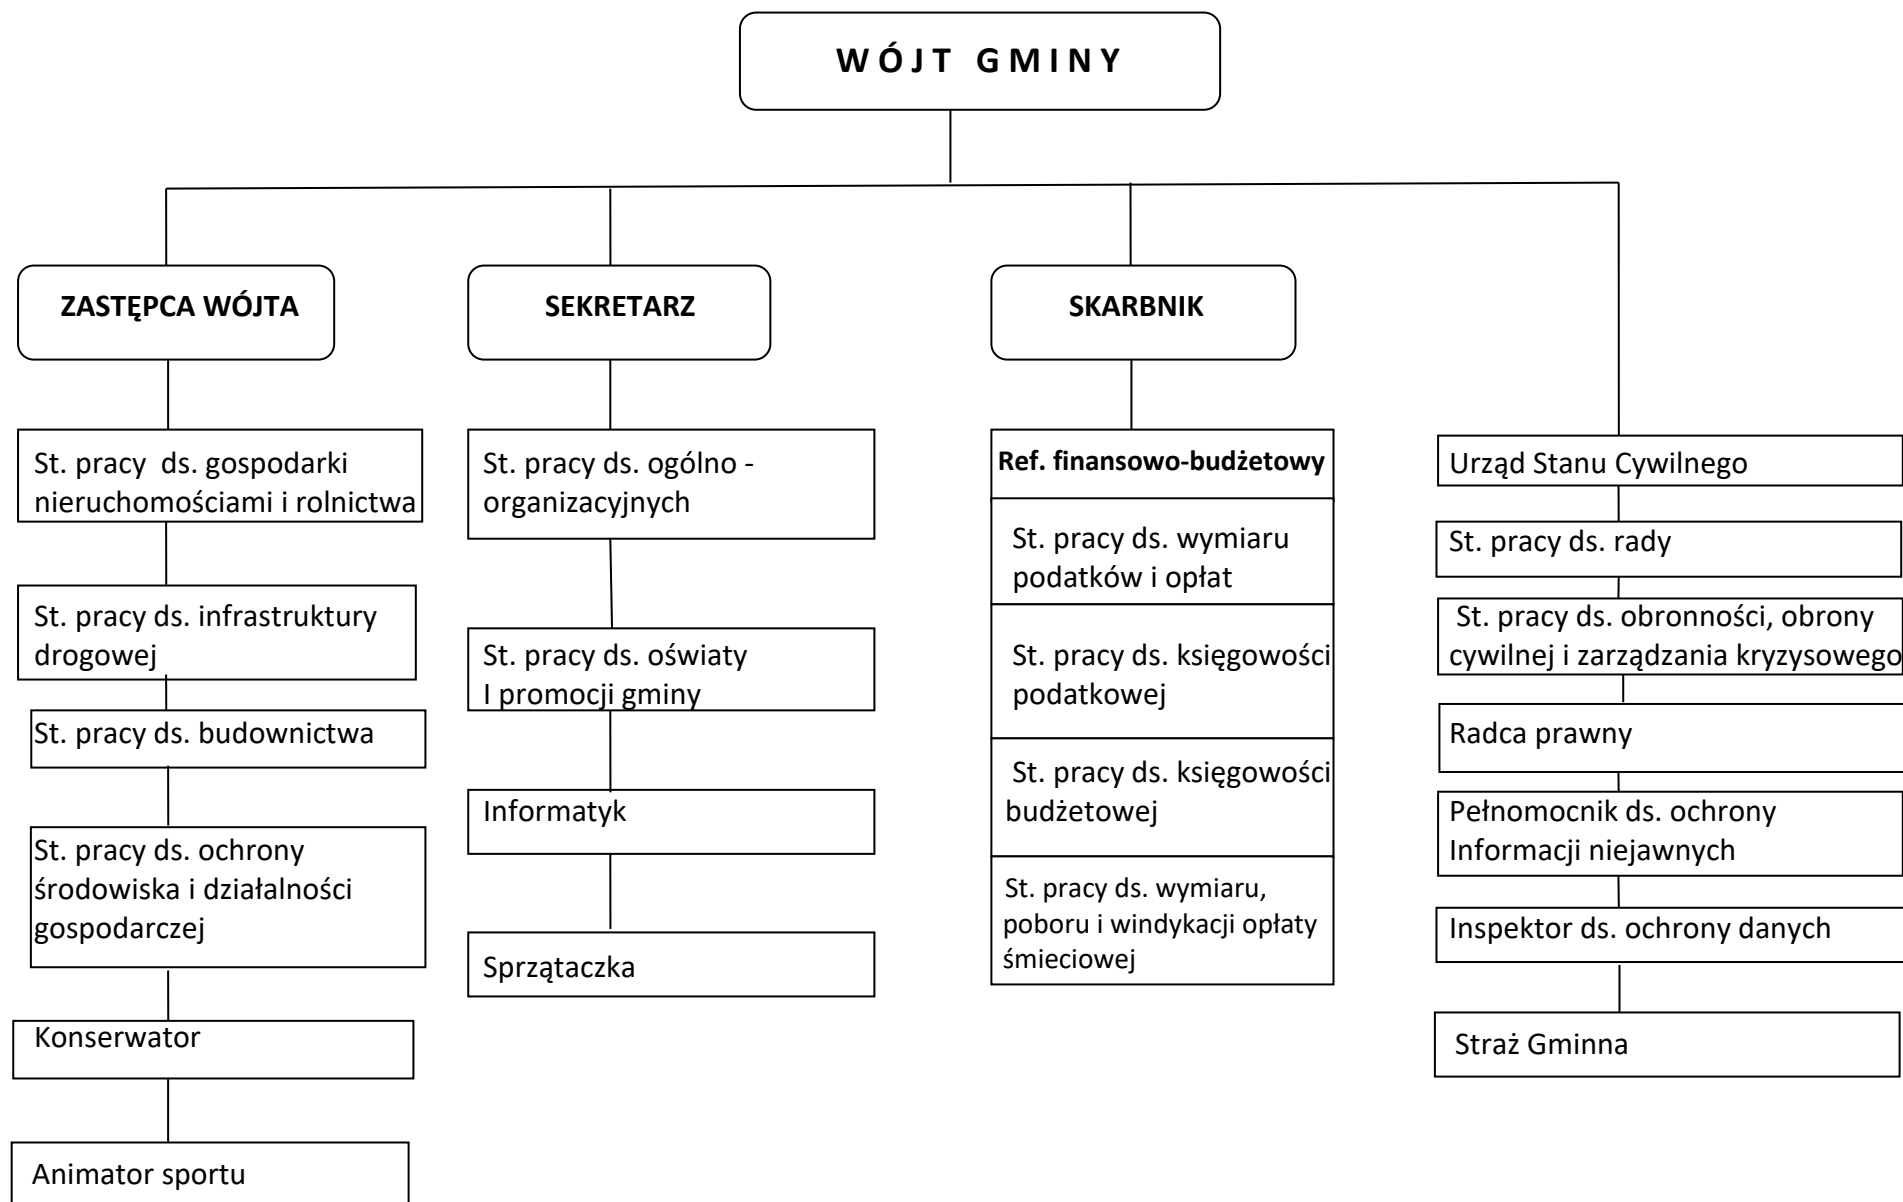 WÓJT GMINY
ZASTĘPCA WÓJTA
SEKRETARZ
SKARBNIK
St. pracy ds. gospodarki
nieruchomościami i rolnictwa
St. pracy ds. infrastruktury
drogowej
St. pracy ds. budownictwa
St. pracy ds. ochrony
środowiska i działalności
gospodarczej
Konserwator
Animator sportu
St. pracy ds. ogólno -
organizacyjnych
St. pracy ds. oświaty
I promocji gminy
Informatyk
Sprzątaczka
Ref. finansowo-budżetowy
St. pracy ds. wymiaru
podatków i opłat
St. pracy ds. księgowości
podatkowej
St. pracy ds. księgowości
budżetowej
St. pracy ds. wymiaru,
poboru i windykacji opłaty
śmieciowej
Urząd Stanu Cywilnego
St. pracy ds. rady
St. pracy ds. obronności, obrony
cywilnej i zarządzania kryzysowego
Radca prawny
Pełnomocnik ds. ochrony
Informacji niejawnych
Inspektor ds. ochrony danych
Straż Gminna